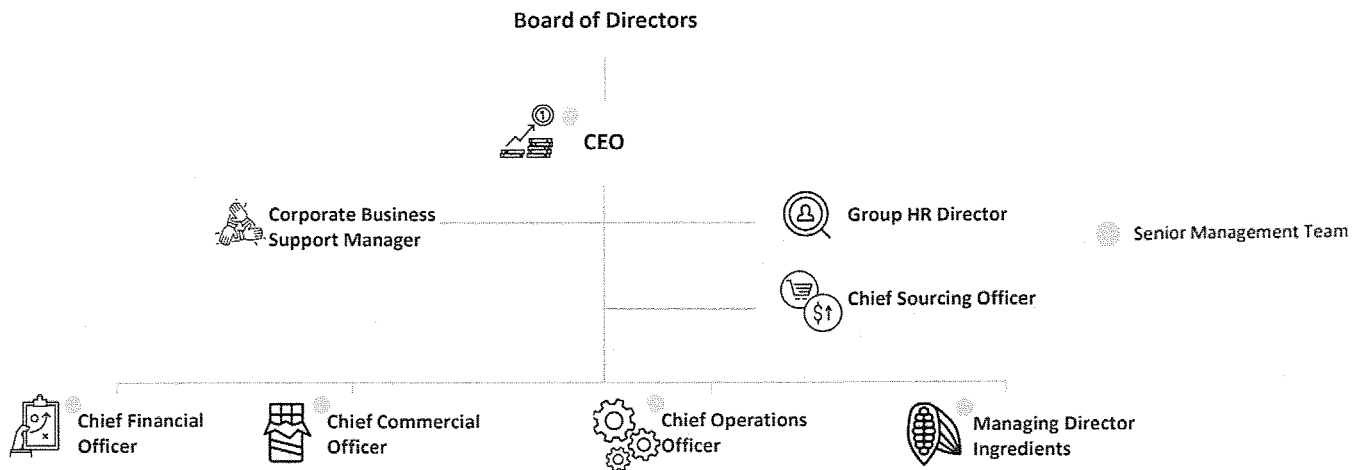 Board of Directors
1
CEO
Corporate Business
Support Manager
Group HR Director
Senior Management Team
Chief Sourcing Officer
$
Chief Financial
Officer
Chief Commercial
Officer
Chief Operations
Officer
Managing Director
Ingredients